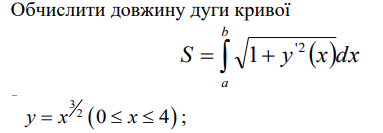 Обчислити довжину дуги кривої
S = ∫_a^b √(1 + y'²(x)) dx
y = x^{3/2} (0 ≤ x ≤ 4);